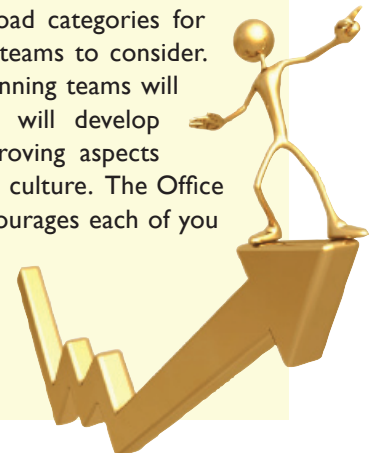 oad categories for
teams to consider.
nning teams will
will develop
roving aspects
culture. The Office
ourages each of you